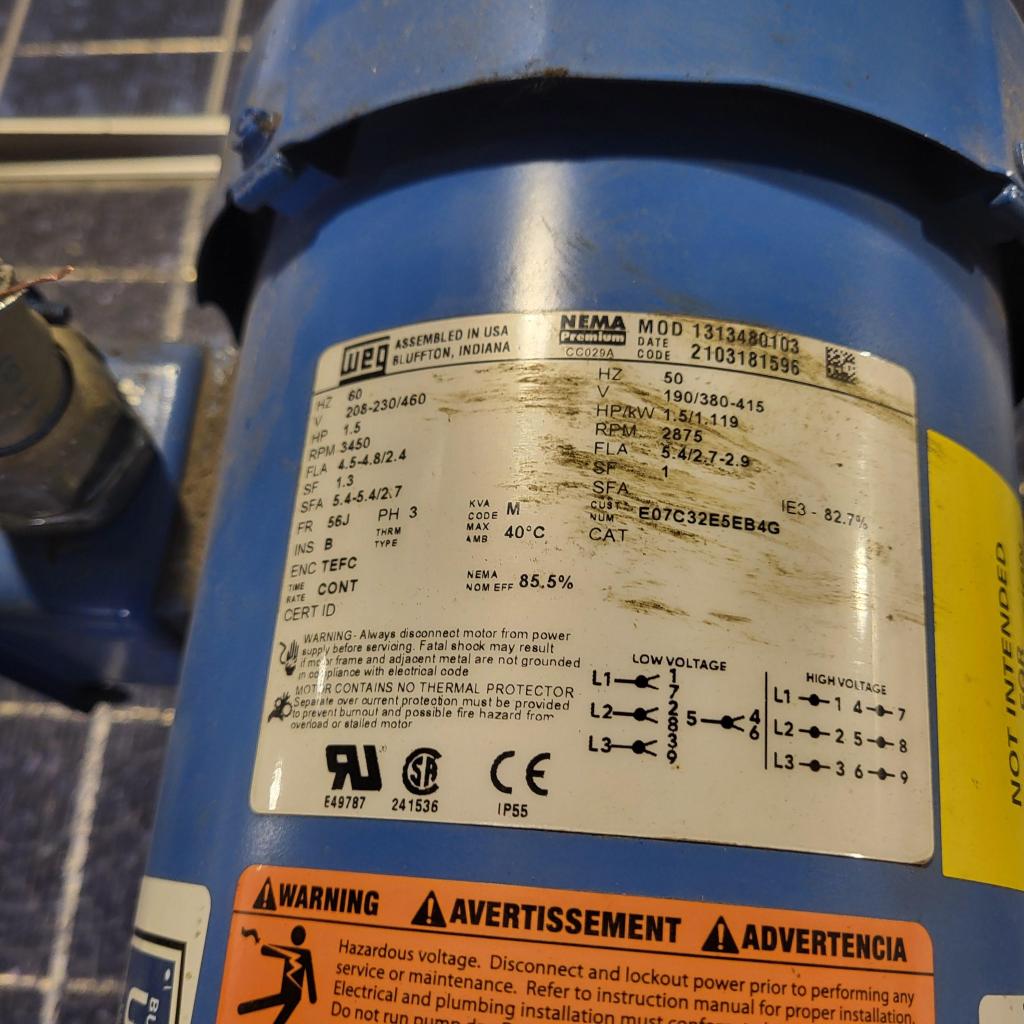 weg ASSEMBLED IN USA
BLUFFTON, INDIANA
NEMA
Premium
CC029A
MOD 1313480103
DATE
CODE 2103181596
HZ 60
V 208-230/460
HP 1.5
RPM 3450
FLA 4.5-4.8/2.4
SF 1.3
SFA 5.4-5.4/2.7
FR 56J PH 3
INS B THRM
TYPE
ENC TEFC
TIME
RATE CONT
CERT ID
KVA
CODE M
MAX
AMB 40°C
NEMA
NOM EFF 85.5%
HZ 50
V 190/380-415
HP/kW 1.5/1.119
RPM 2875
FLA 5.4/2.7-2.9
SF 1
SFA
IE3 - 82.7%
CUST
NUM E07C32E5EB4G
CAT
WARNING- Always disconnect motor from power
supply before servicing. Fatal shock may result
if motor frame and adjacent metal are not grounded
in compliance with electrical code
MOTOR CONTAINS NO THERMAL PROTECTOR
Separate over current protection must be provided
to prevent burnout and possible fire hazard from
overload or stalled motor
E49787
241536
CE
IP55
LOW VOLTAGE
L1 1
7
L2 2 5 4
8 6
L3 3
9
HIGH VOLTAGE
L1 1 4 7
L2 2 5 8
L3 3 6 9
NOT INTENDED
WARNING AVERTISSEMENT ADVERTENCIA
Hazardous voltage. Disconnect and lockout power prior to performing any
service or maintenance. Refer to instruction manual for proper installation.
Electrical and plumbing installation must
Do not run pump